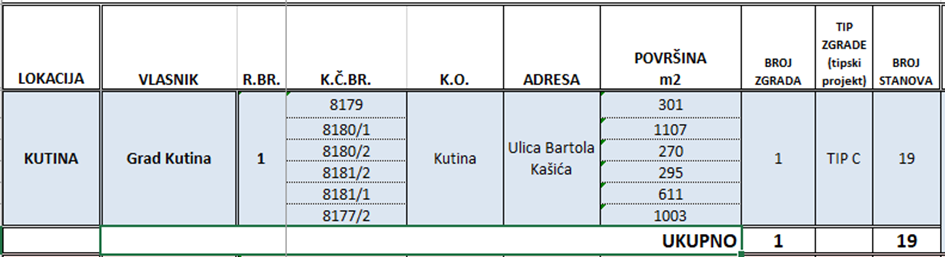 LOKACIJA VLASNIK R.BR. K.Č.BR. K.O. ADRESA POVRŠINA m2 BROJ ZGRADA TIP ZGRADE (tipski projekt) BROJ STANOVA
KUTINA Grad Kutina 1 8179 Kutina Ulica Bartola Kašića 301 1 TIP C 19
8180/1 1107
8180/2 270
8181/2 295
8181/1 611
8177/2 1003
UKUPNO 1 19